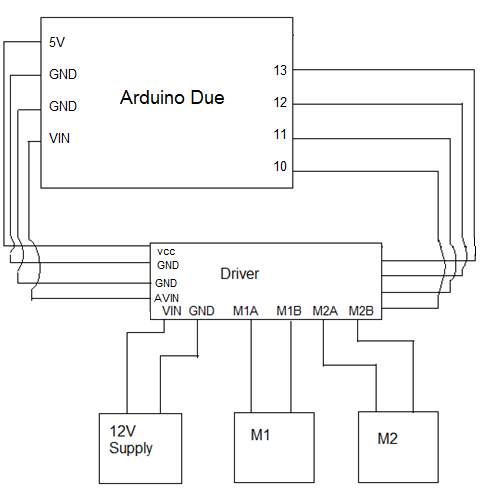 5V
GND
GND
VIN
Arduino Due
13
12
11
10
vcc
GND
GND
AVIN
Driver
VIN GND M1A M1B M2A M2B
12V
Supply
M1
M2